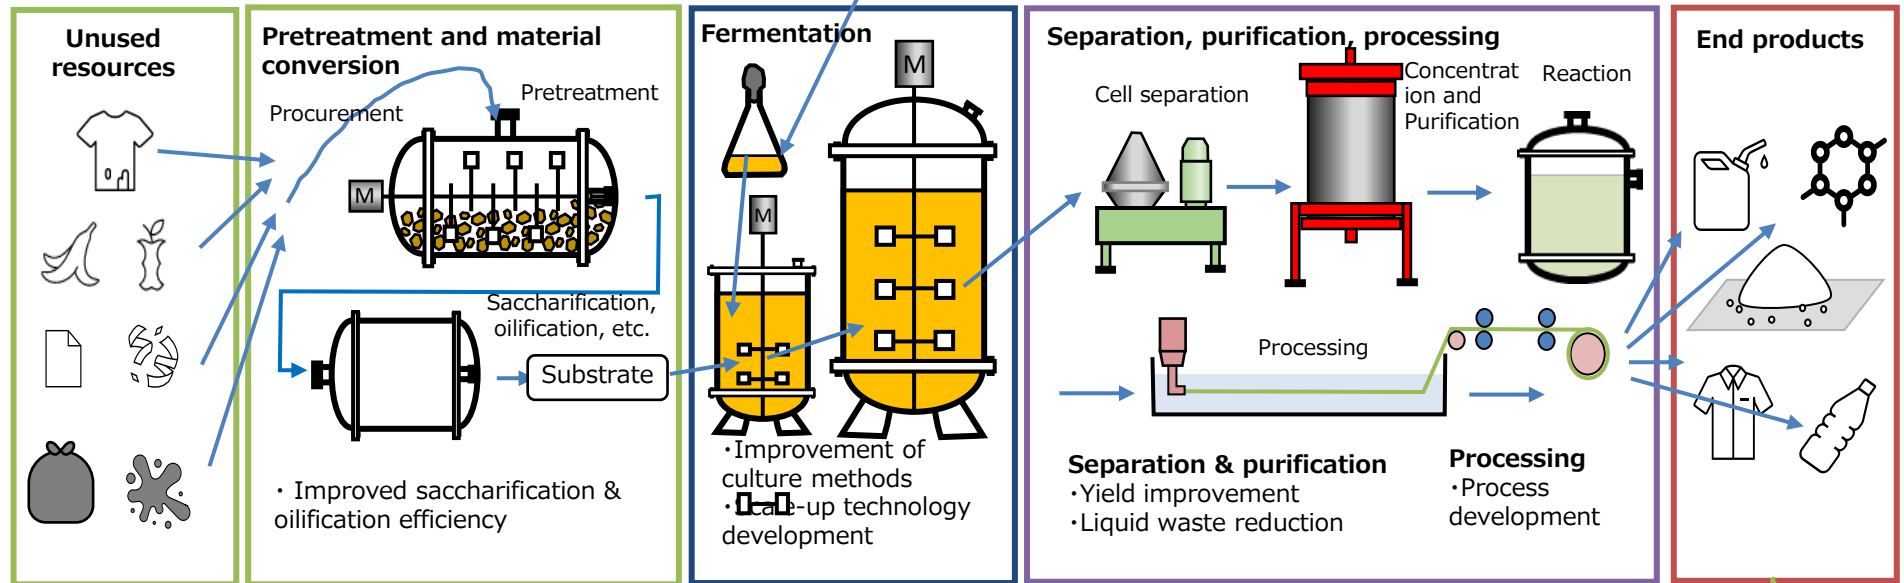 Unused
resources
Pretreatment and material
conversion
Procurement
Pretreatment
M
Saccharification,
oilification, etc.
Substrate
・ Improved saccharification &
oilification efficiency
Fermentation
M
M
・Improvement of
culture methods
・Scale-up technology
development
Separation, purification, processing
Cell separation
Concentrat
ion and
Purification
Reaction
Processing
Separation & purification
・Yield improvement
・Liquid waste reduction
Processing
・Process
development
End products